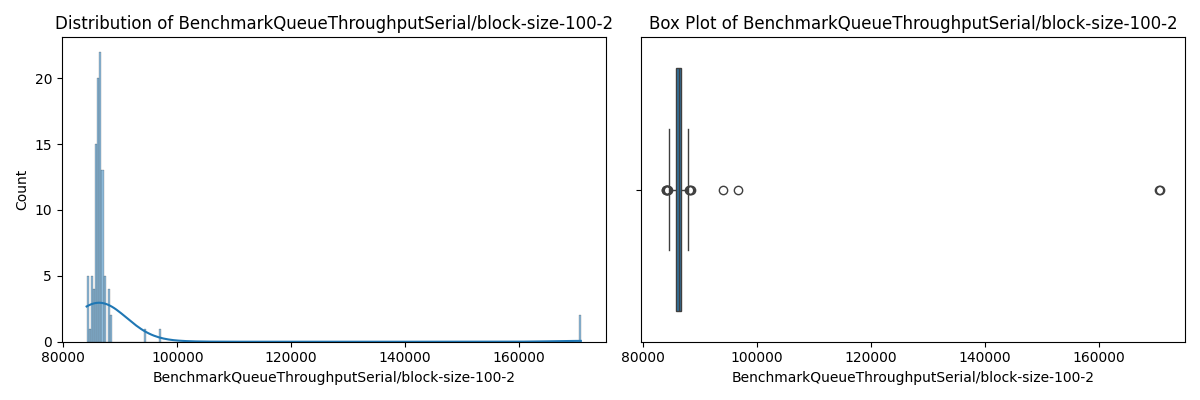 Distribution of BenchmarkQueueThroughputSerial/block-size-100-2
Count
20
15
10
5
0
80000 100000 120000 140000 160000
BenchmarkQueueThroughputSerial/block-size-100-2
Box Plot of BenchmarkQueueThroughputSerial/block-size-100-2
80000 100000 120000 140000 160000
BenchmarkQueueThroughputSerial/block-size-100-2